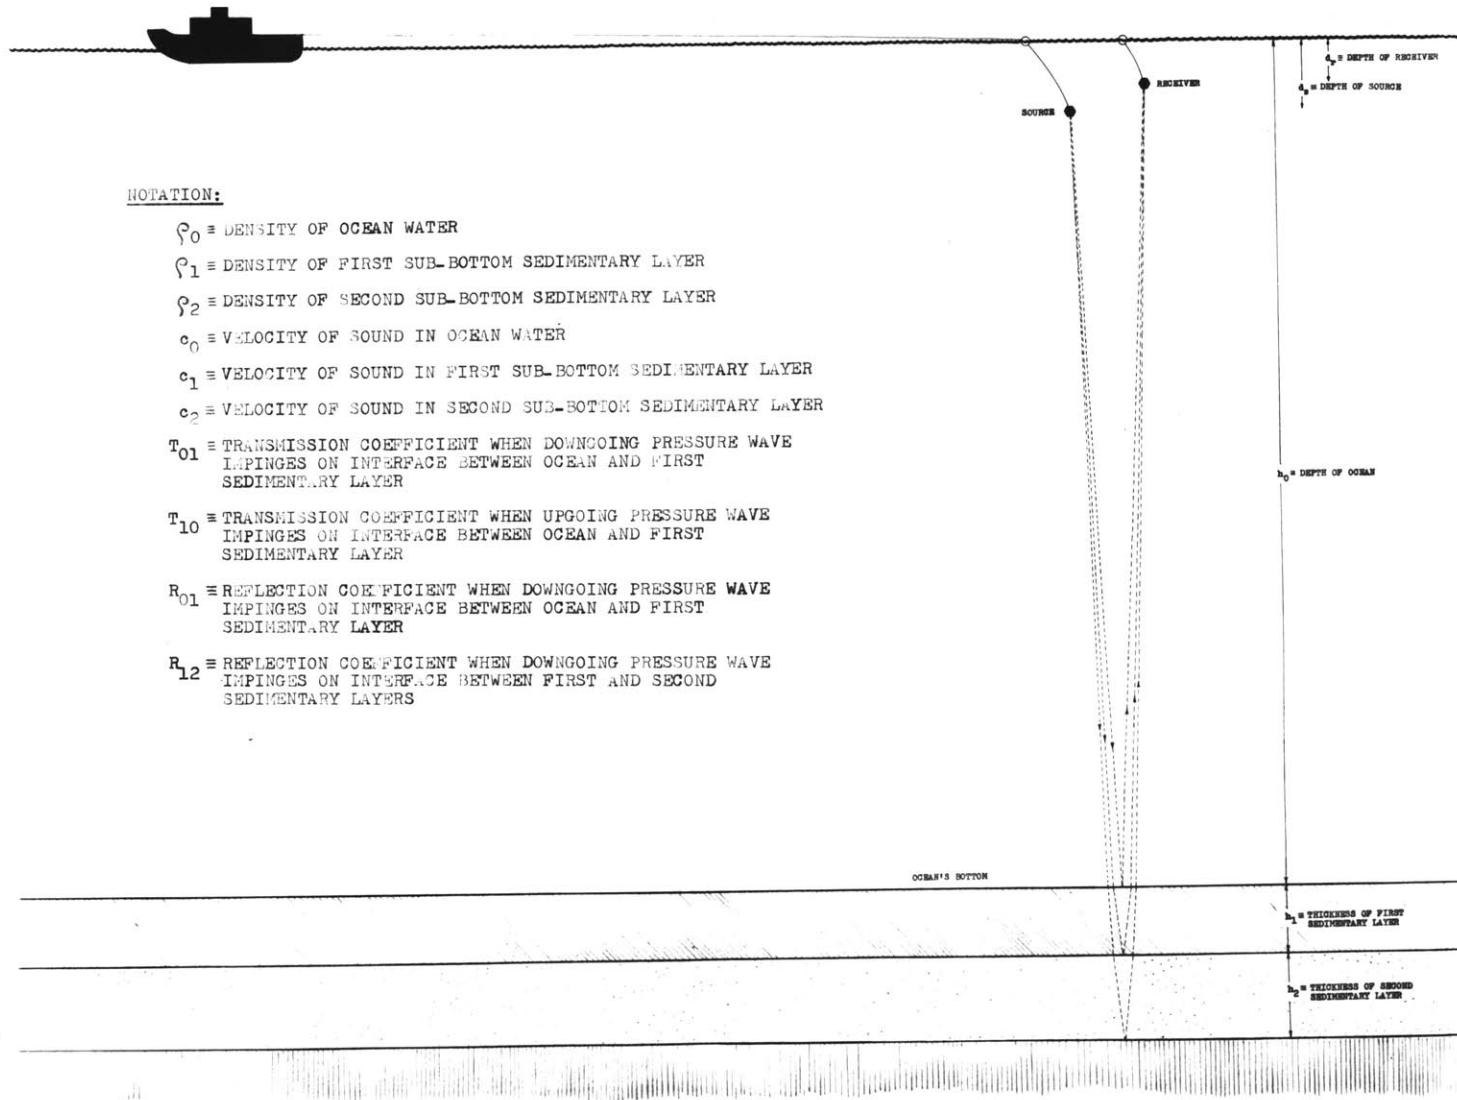 d_r ≡ DEPTH OF RECEIVER
d_s ≡ DEPTH OF SOURCE
RECEIVER
SOURCE
NOTATION:
ρ₀ ≡ DENSITY OF OCEAN WATER
ρ₁ ≡ DENSITY OF FIRST SUB-BOTTOM SEDIMENTARY LAYER
ρ₂ ≡ DENSITY OF SECOND SUB-BOTTOM SEDIMENTARY LAYER
c₀ ≡ VELOCITY OF SOUND IN OCEAN WATER
c₁ ≡ VELOCITY OF SOUND IN FIRST SUB-BOTTOM SEDIMENTARY LAYER
c₂ ≡ VELOCITY OF SOUND IN SECOND SUB-BOTTOM SEDIMENTARY LAYER
T₀₁ ≡ TRANSMISSION COEFFICIENT WHEN DOWNGOING PRESSURE WAVE
IMPINGES ON INTERFACE BETWEEN OCEAN AND FIRST
SEDIMENTARY LAYER
T₁₀ ≡ TRANSMISSION COEFFICIENT WHEN UPGOING PRESSURE WAVE
IMPINGES ON INTERFACE BETWEEN OCEAN AND FIRST
SEDIMENTARY LAYER
R₀₁ ≡ REFLECTION COEFFICIENT WHEN DOWNGOING PRESSURE WAVE
IMPINGES ON INTERFACE BETWEEN OCEAN AND FIRST
SEDIMENTARY LAYER
R₁₂ ≡ REFLECTION COEFFICIENT WHEN DOWNGOING PRESSURE WAVE
IMPINGES ON INTERFACE BETWEEN FIRST AND SECOND
SEDIMENTARY LAYERS
h₀ ≡ DEPTH OF OCEAN
OCEAN'S BOTTOM
h₁ ≡ THICKNESS OF FIRST
SEDIMENTARY LAYER
h₂ ≡ THICKNESS OF SECOND
SEDIMENTARY LAYER